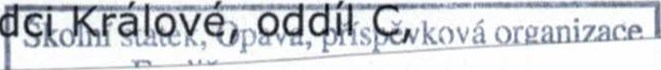 dci Králové, oddíl C,
Školní statek, Opava, příspěvková organizace